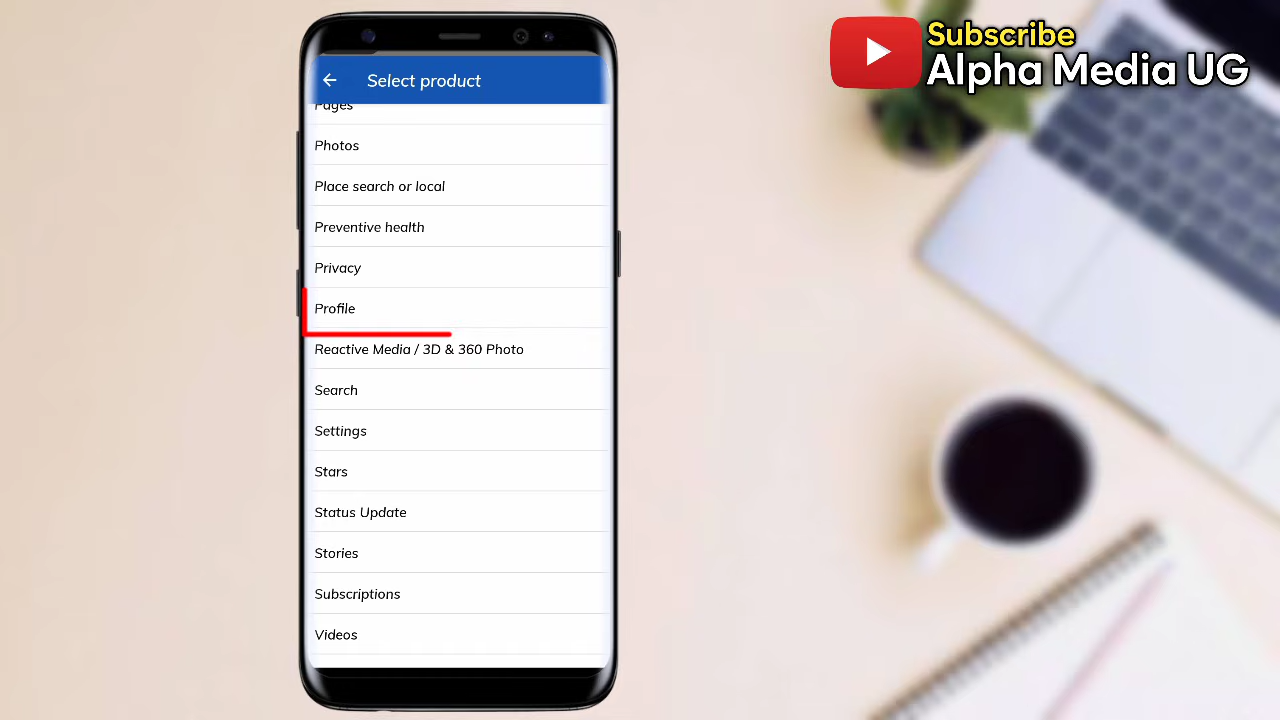 Subscribe
Alpha Media UG
Select product
Pages
Photos
Place search or local
Preventive health
Privacy
Profile
Reactive Media / 3D & 360 Photo
Search
Settings
Stars
Status Update
Stories
Subscriptions
Videos